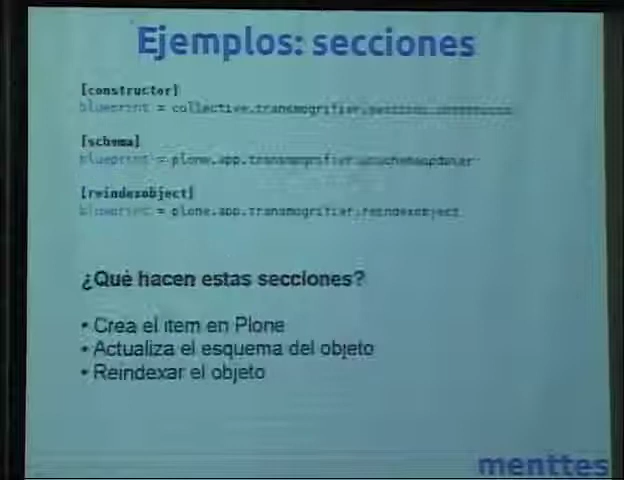 Ejemplos: secciones
[constructor]
blueprint = collective.transmogrifier.sections.constructor
[schema]
blueprint = plone.app.transmogrifier.atschemaupdater
[reindexobject]
blueprint = plone.app.transmogrifier.reindexobject
¿Qué hacen estas secciones?
• Crea el item en Plone
• Actualiza el esquema del objeto
• Reindexar el objeto
menttes